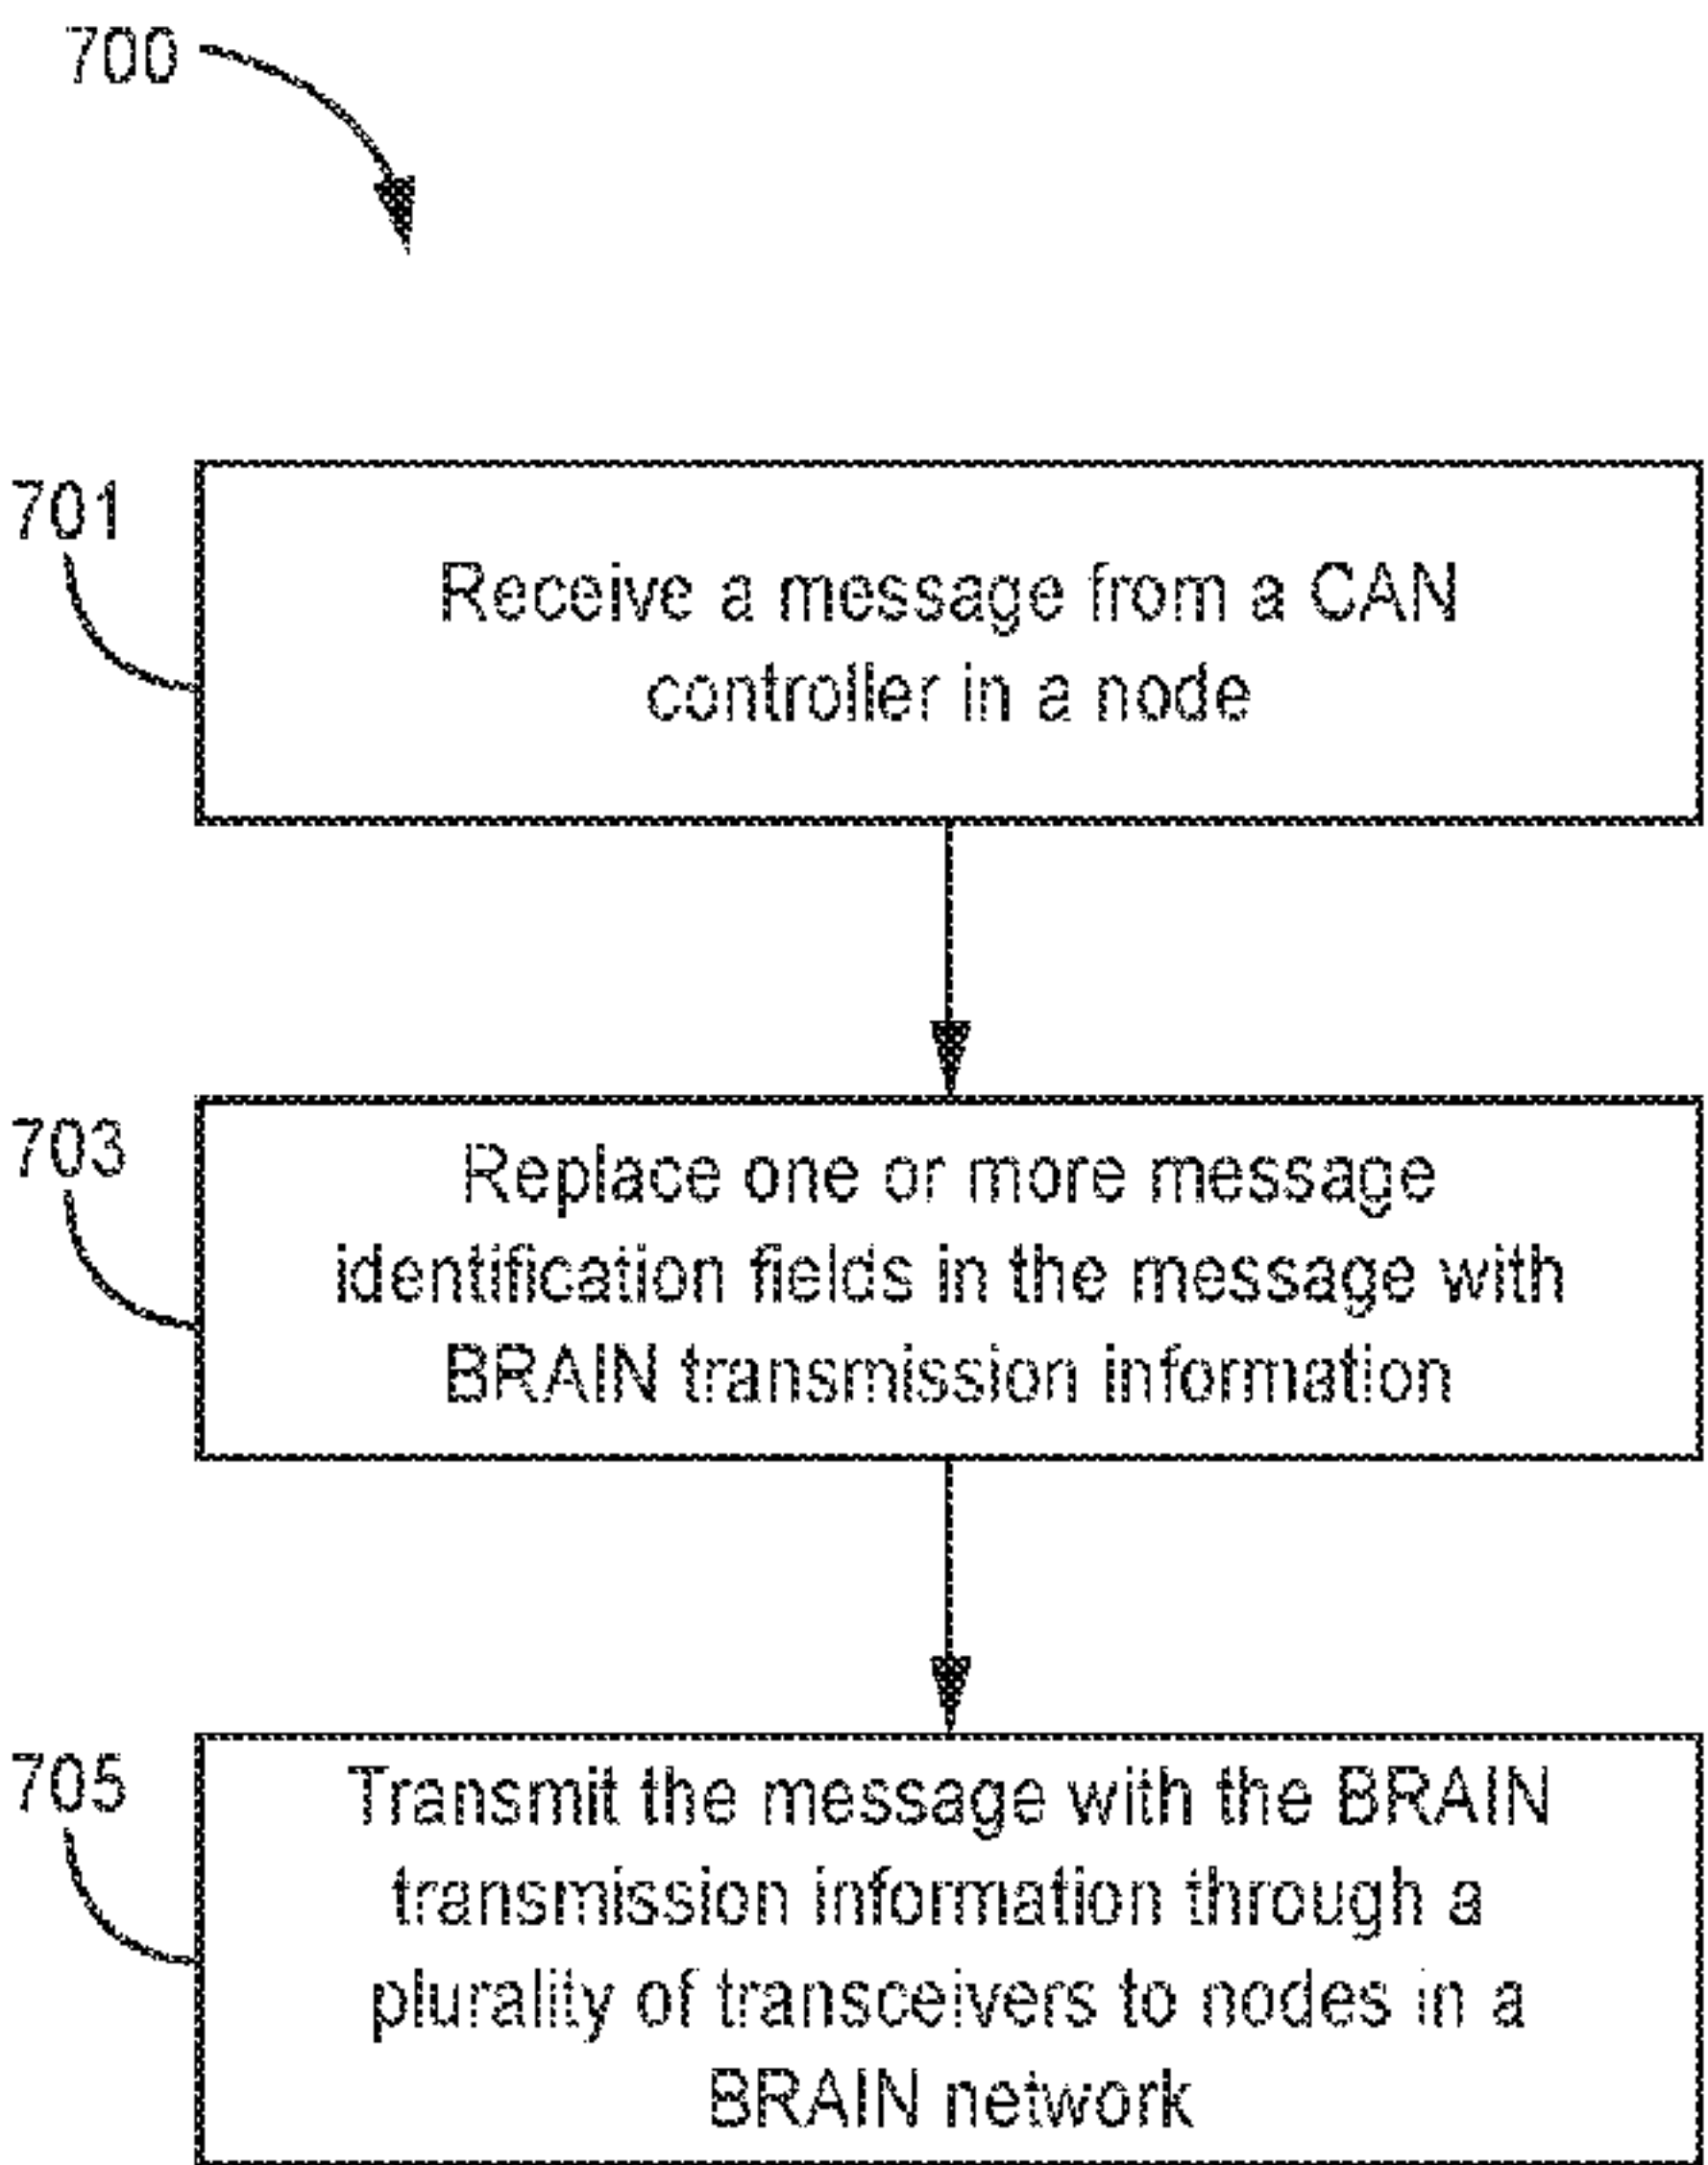 700
701
Receive a message from a CAN
controller in a node
703
Replace one or more message
identification fields in the message with
BRAIN transmission information
705
Transmit the message with the BRAIN
transmission information through a
plurality of transceivers to nodes in a
BRAIN network